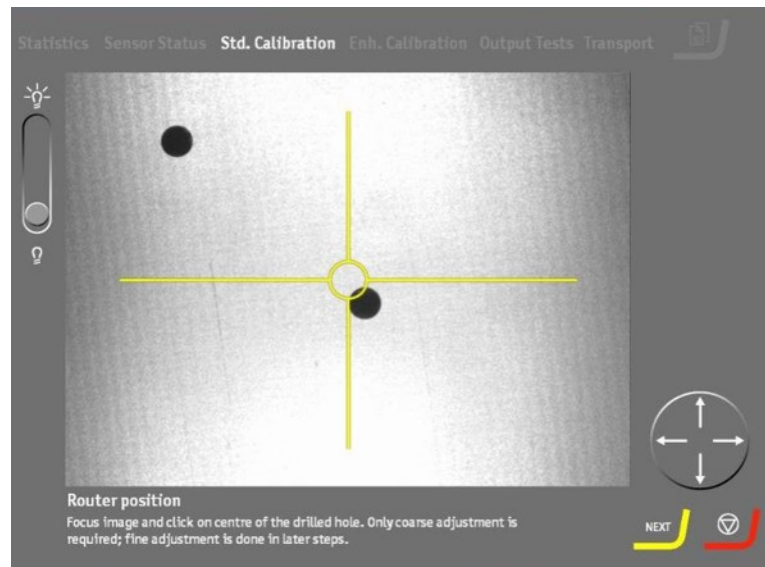 Statistics Sensor Status Std. Calibration Enh. Calibration Output Tests Transport
Router position
Focus image and click on centre of the drilled hole. Only coarse adjustment is
required; fine adjustment is done in later steps.
NEXT